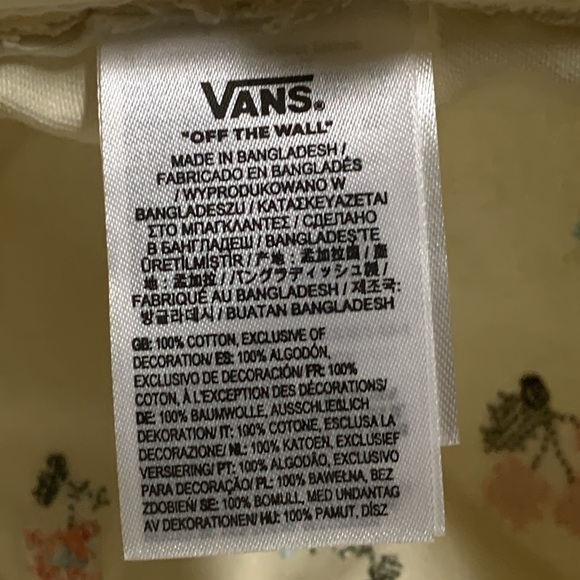 VANS®
"OFF THE WALL"
MADE IN BANGLADESH /
FABRICADO EN BANGLADÉS
/ WYPRODUKOWANO W
BANGLADESZU / ΚΑΤΑΣΚΕΥΑΖΕΤΑΙ
ΣΤΟ ΜΠΑΓΚΛΑΝΤΕΣ / СДЕЛАНО
В БАНГЛАДЕШ / BANGLADEŞ'TE
ÜRETİLMİSTİR / 产地:孟加拉国 / 產
地:孟加拉 / バングラディッシュ製 /
FABRIQUÉ AU BANGLADESH / 제조국:
방글라데시 / BUATAN BANGLADESH
GB: 100% COTTON, EXCLUSIVE OF
DECORATION/ ES: 100% ALGODÓN,
EXCLUSIVO DE DECORACIÓN/ FR: 100%
COTON, À L'EXCEPTION DES DÉCORATIONS/
DE: 100% BAUMWOLLE, AUSSCHLIEßLICH
DEKORATION/ IT: 100% COTONE, ESCLUSA LA
DECORAZIONE/ NL: 100% KATOEN, EXCLUSIEF
VERSIERING/ PT: 100% ALGODÃO, EXCLUSIVO
PARA DECORAÇÃO/ PL: 100% BAWEŁNA, BEZ
ZDOBIEŃ/ SE: 100% BOMULL, MED UNDANTAG
AV DEKORATIONEN/ HU: 100% PAMUT, DÍSZ